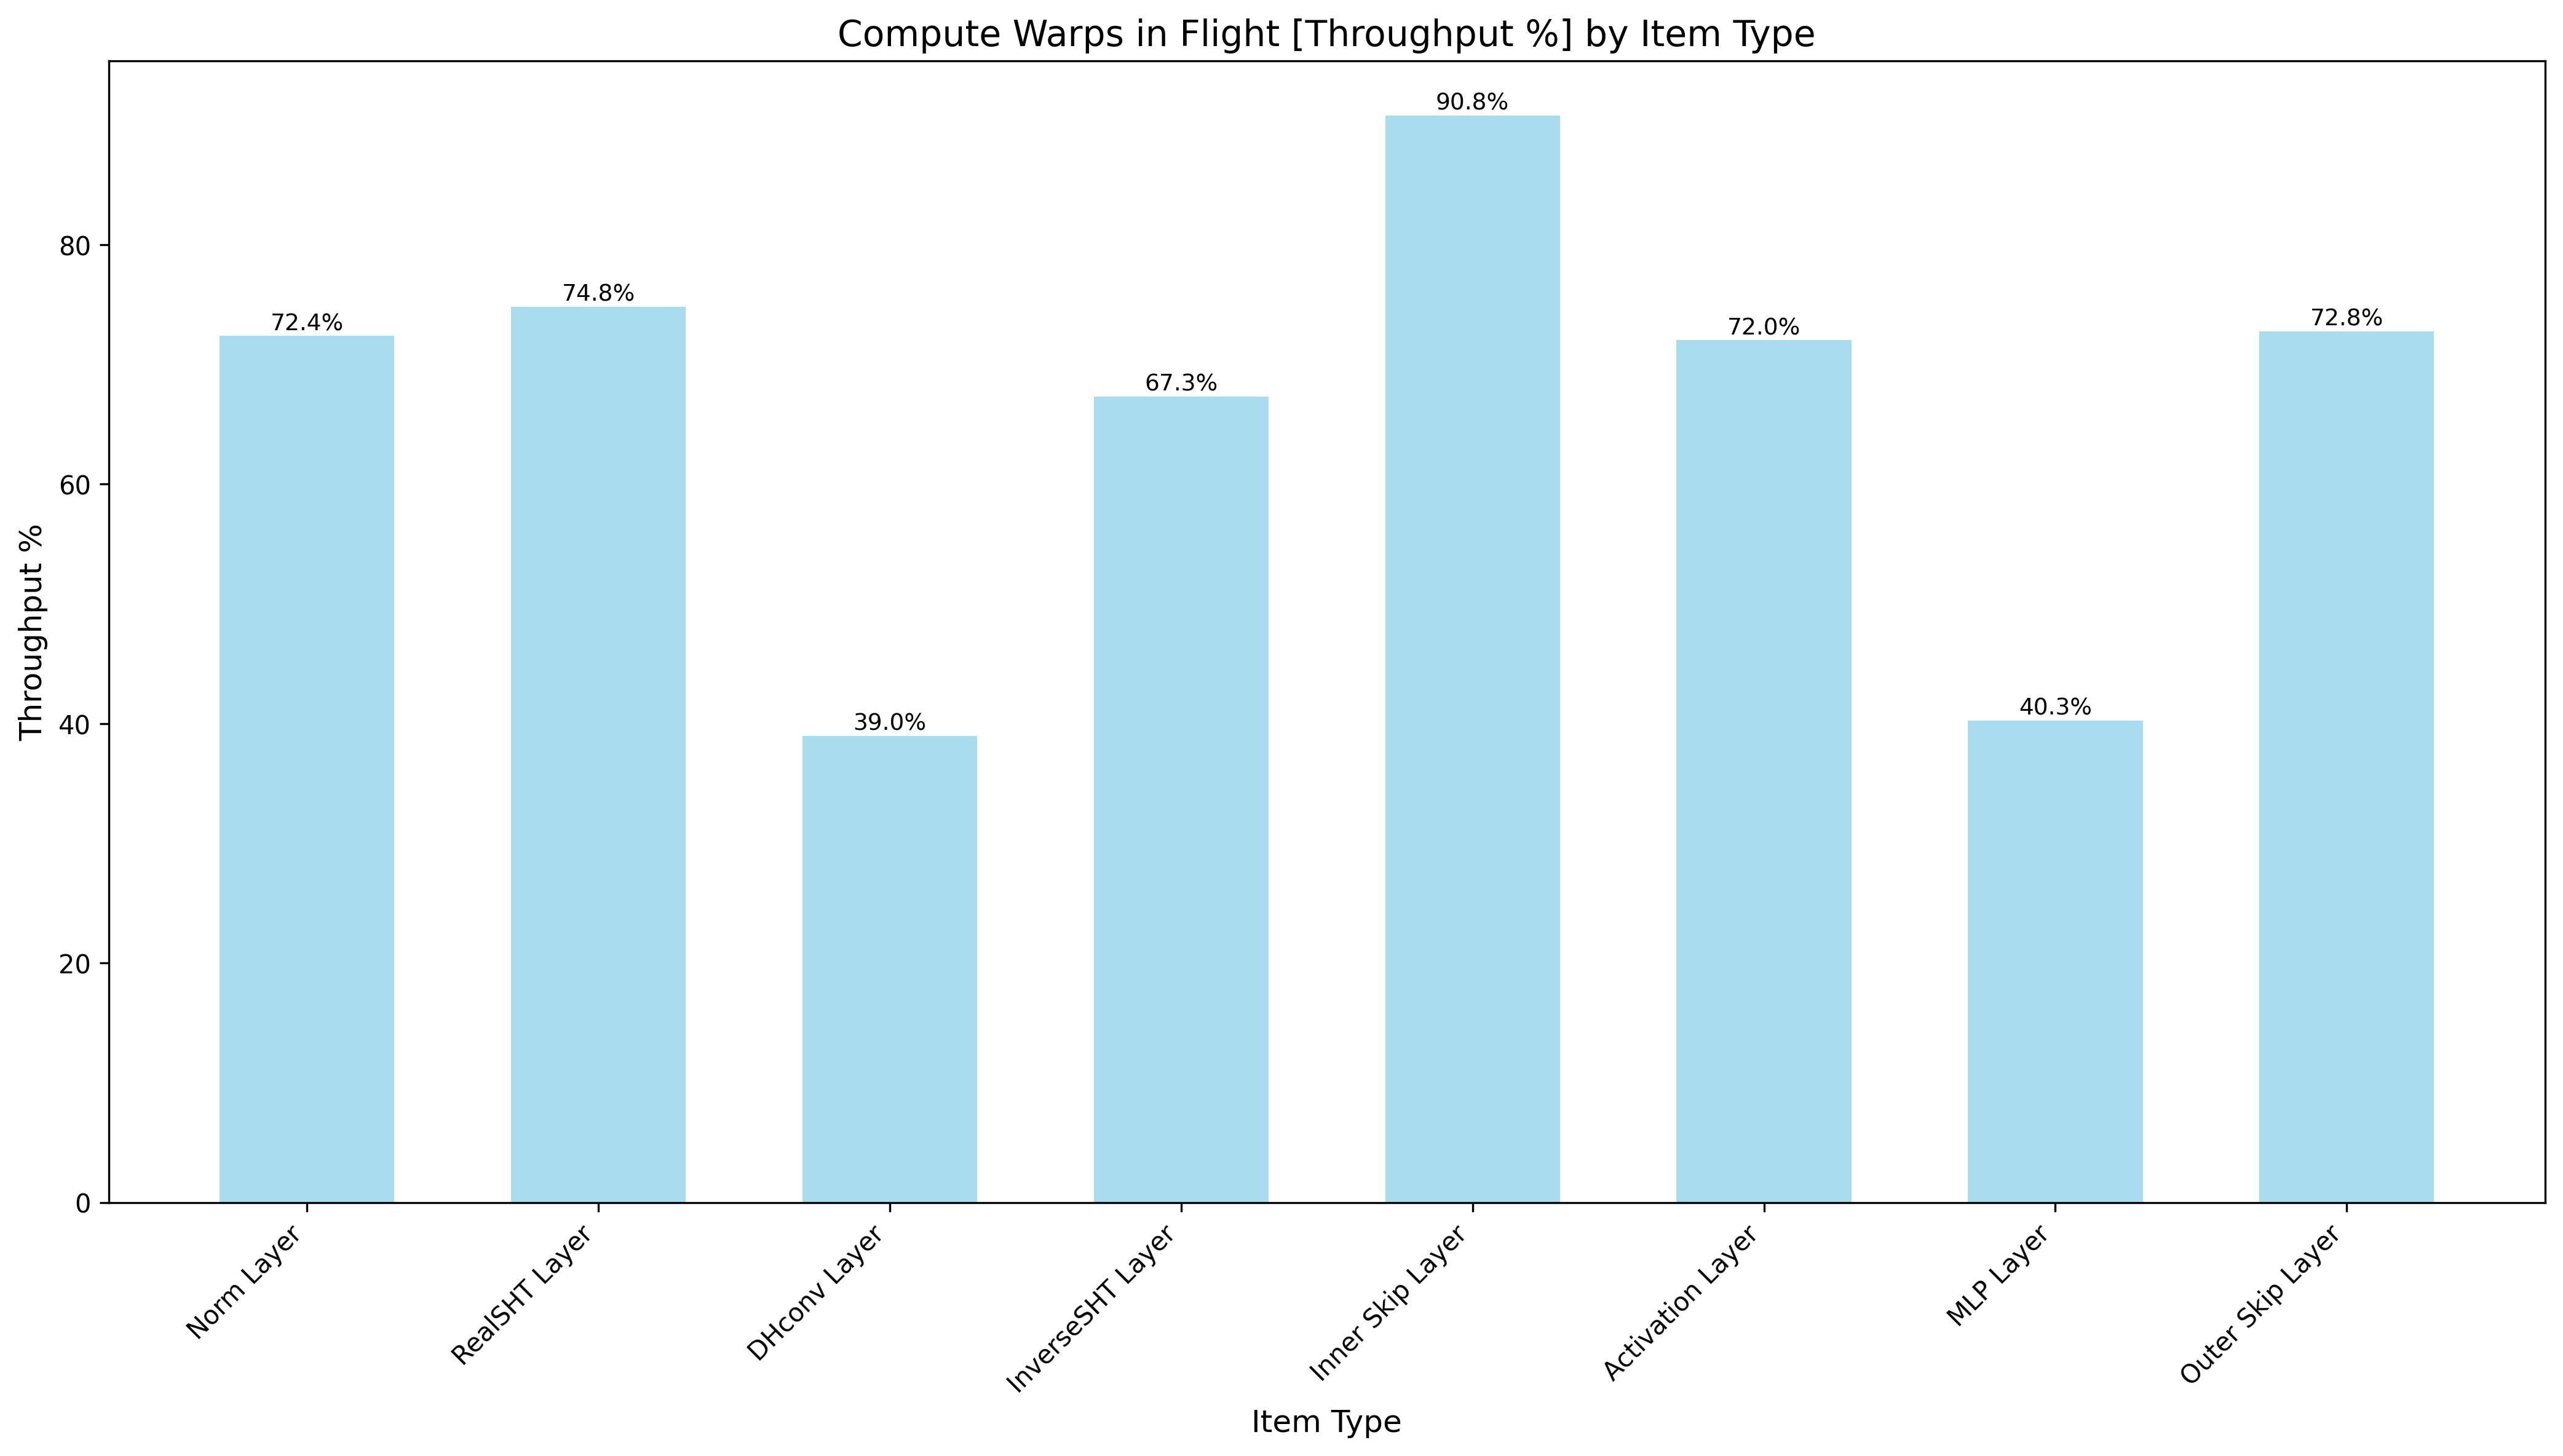 Compute Warps in Flight [Throughput %] by Item Type
90.8%
80
74.8%
72.4%
72.0%
72.8%
67.3%
60
Throughput %
40
39.0%
40.3%
20
0
Norm Layer
RealSHT Layer
DHconv Layer
InverseSHT Layer
Inner Skip Layer
Activation Layer
MLP Layer
Outer Skip Layer
Item Type